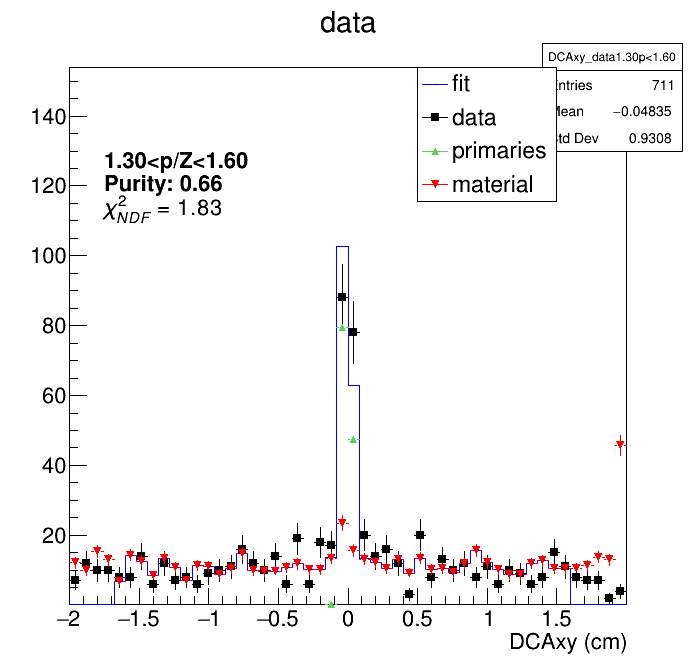 data
DCAxy_data1.30p<1.60
Entries 711
Mean −0.04835
Std Dev 0.9308
fit
data
primaries
material
1.30<p/Z<1.60
Purity: 0.66
χ²NDF = 1.83
140
120
100
80
60
40
20
−2 −1.5 −1 −0.5 0 0.5 1 1.5
DCAxy (cm)